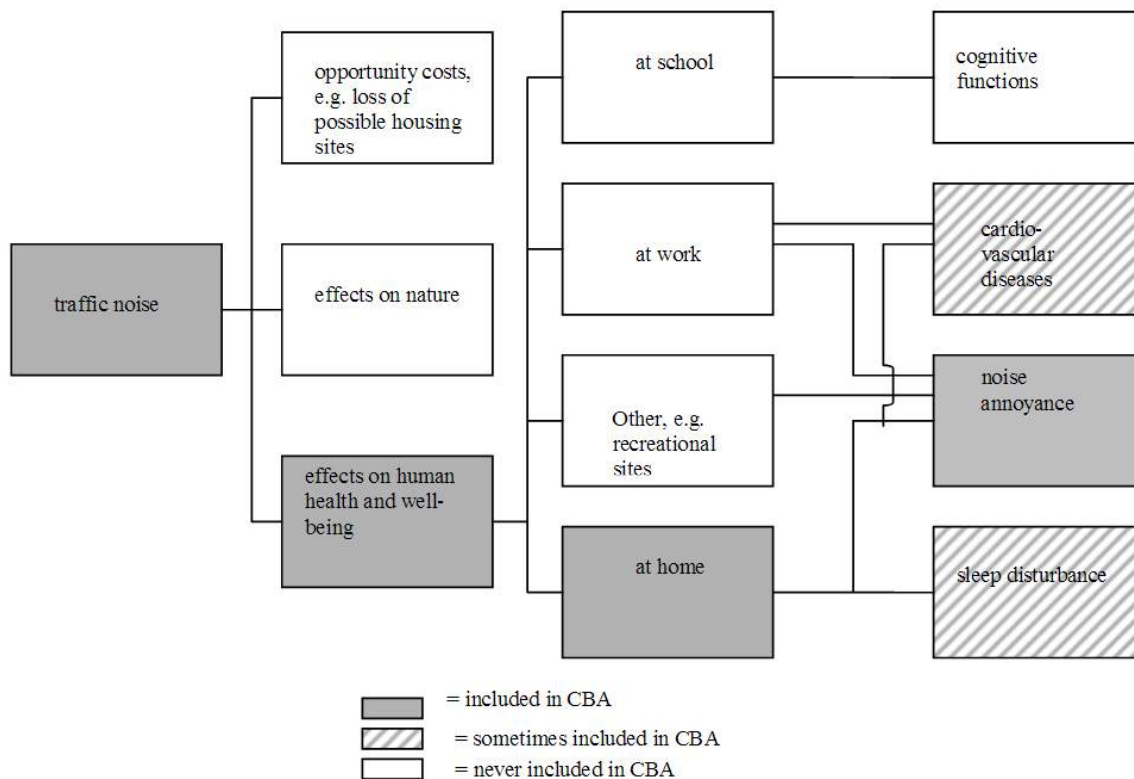 opportunity costs,
e.g. loss of
possible housing
sites
at school
cognitive
functions
traffic noise
effects on nature
at work
cardio-
vascular
diseases
Other, e.g.
recreational
sites
noise
annoyance
effects on human
health and well-
being
at home
sleep disturbance
= included in CBA
= sometimes included in CBA
= never included in CBA